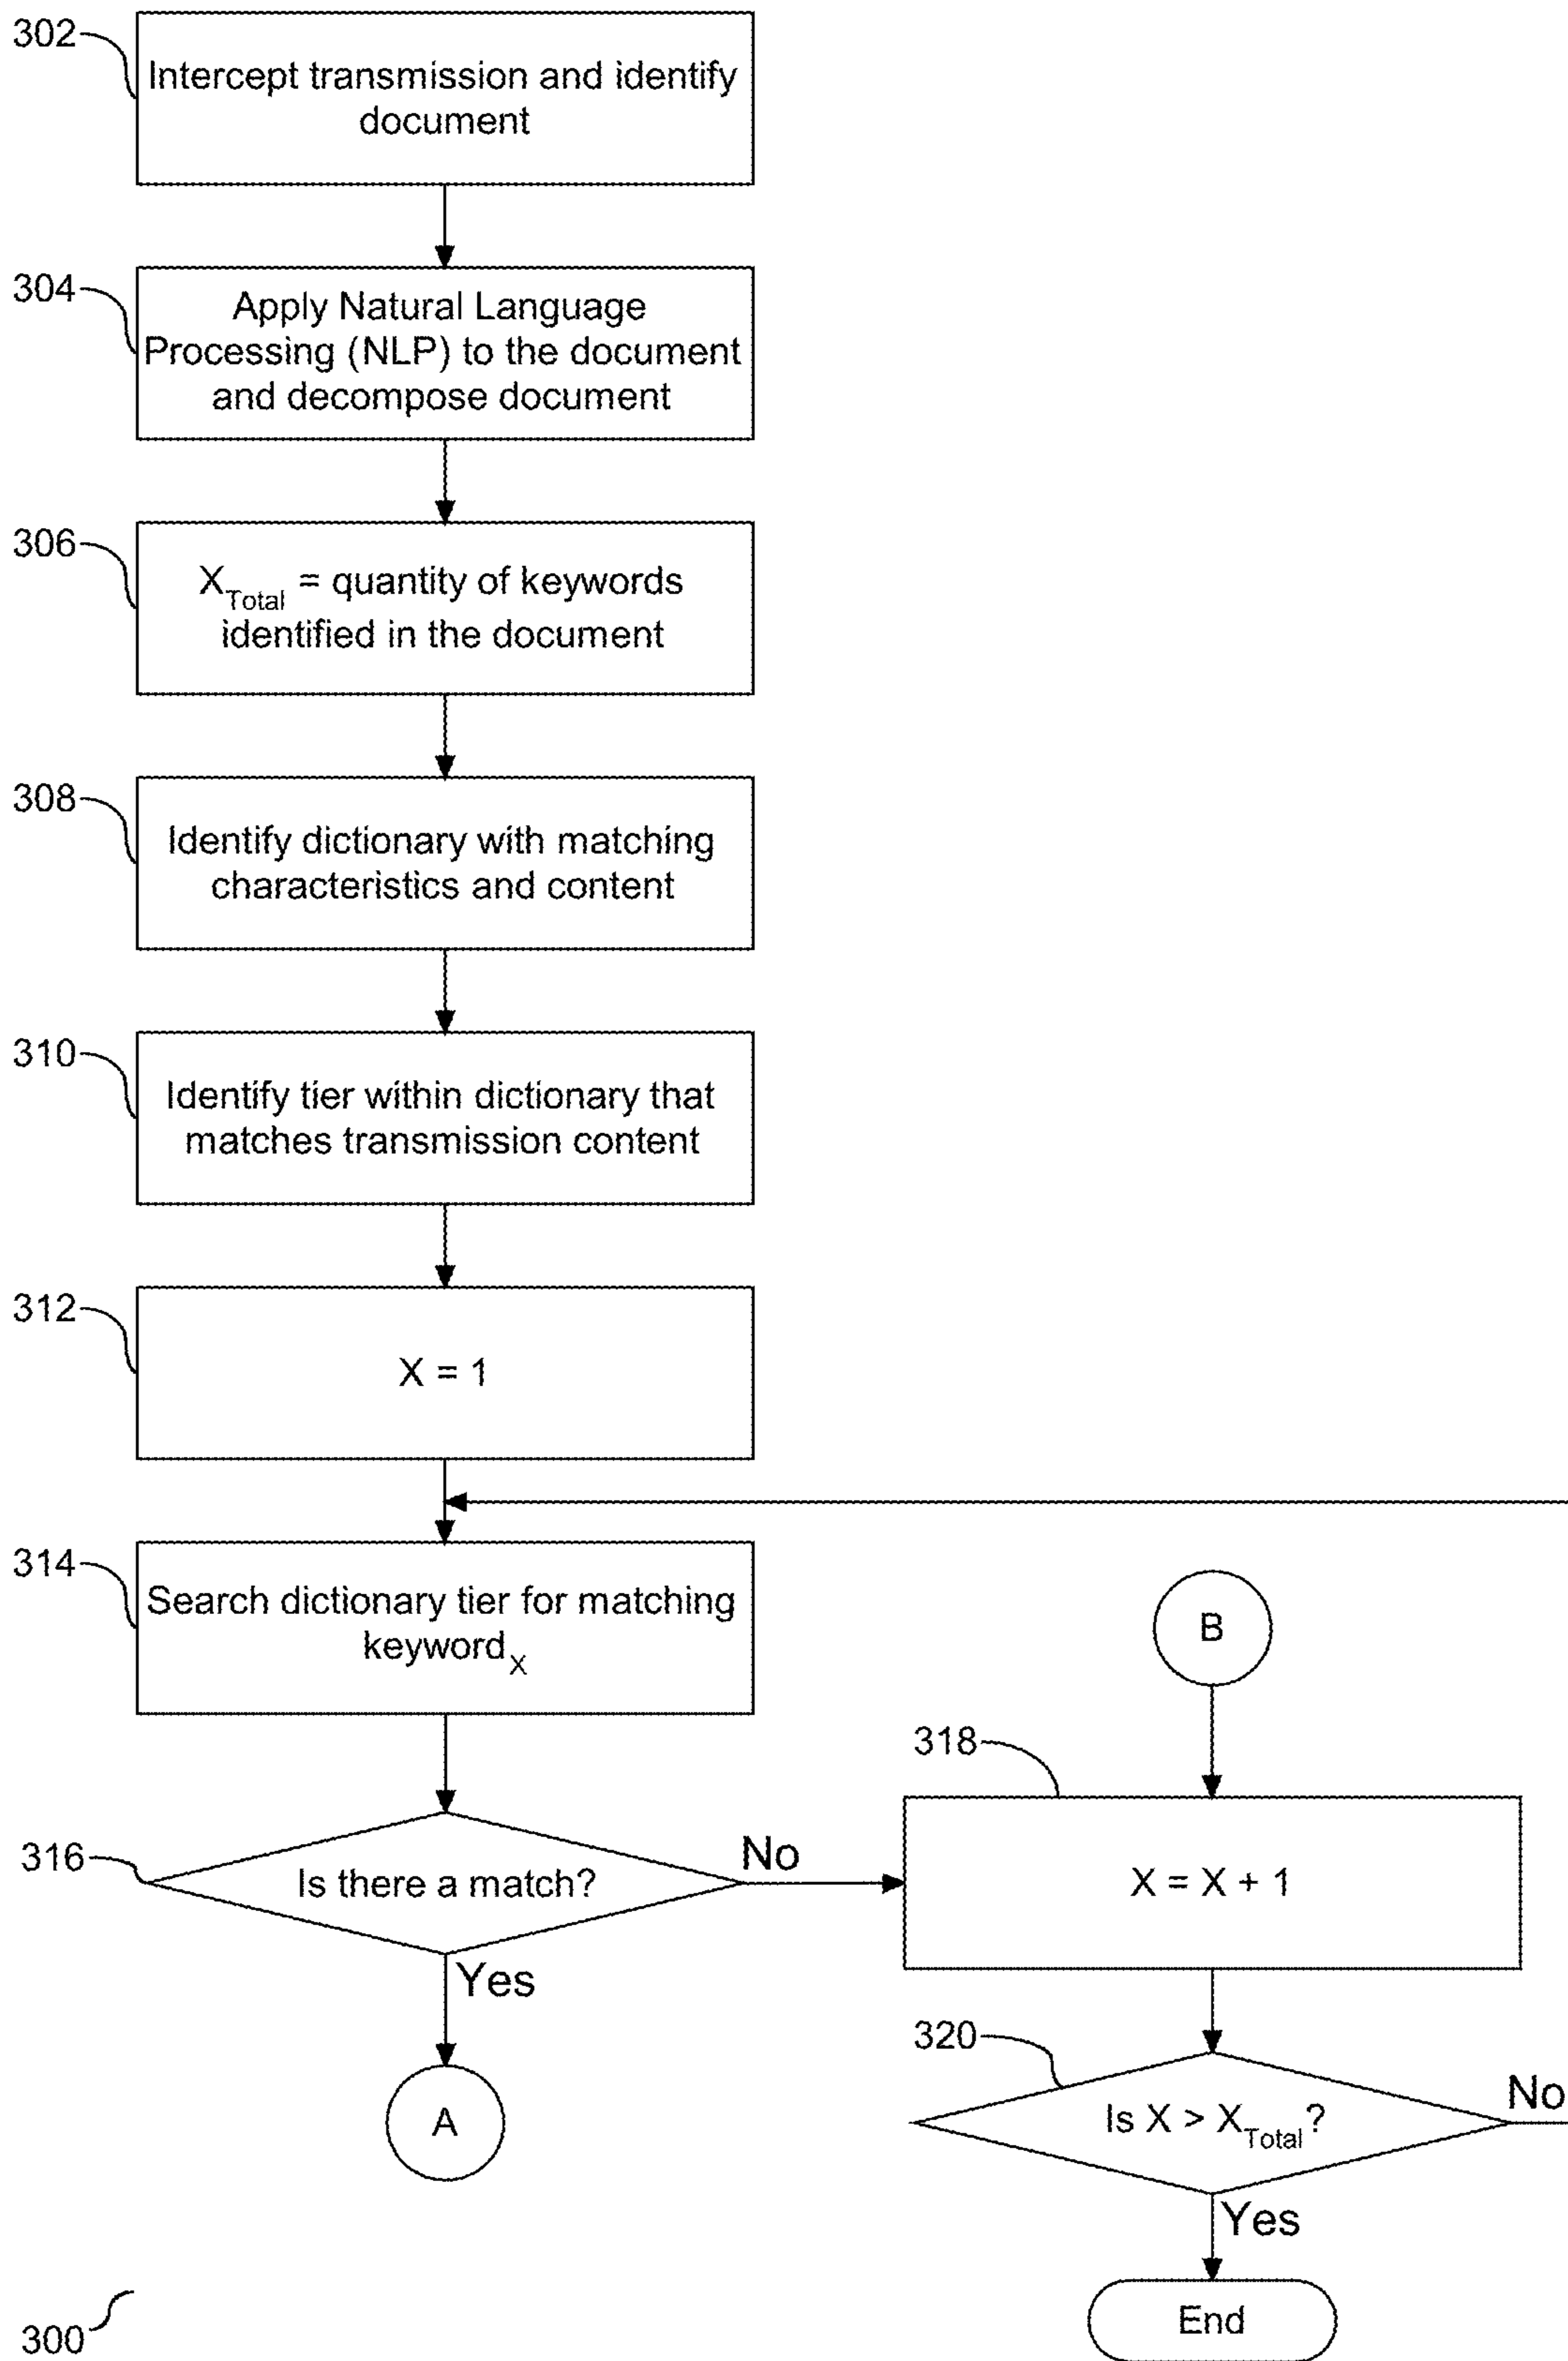 302
Intercept transmission and identify
document
304
Apply Natural Language
Processing (NLP) to the document
and decompose document
306
X_Total = quantity of keywords
identified in the document
308
Identify dictionary with matching
characteristics and content
310
Identify tier within dictionary that
matches transmission content
312
X = 1
314
Search dictionary tier for matching
keyword_X
B
318
316
Is there a match?
No
X = X + 1
Yes
320
A
Is X > X_Total?
No
Yes
End
300